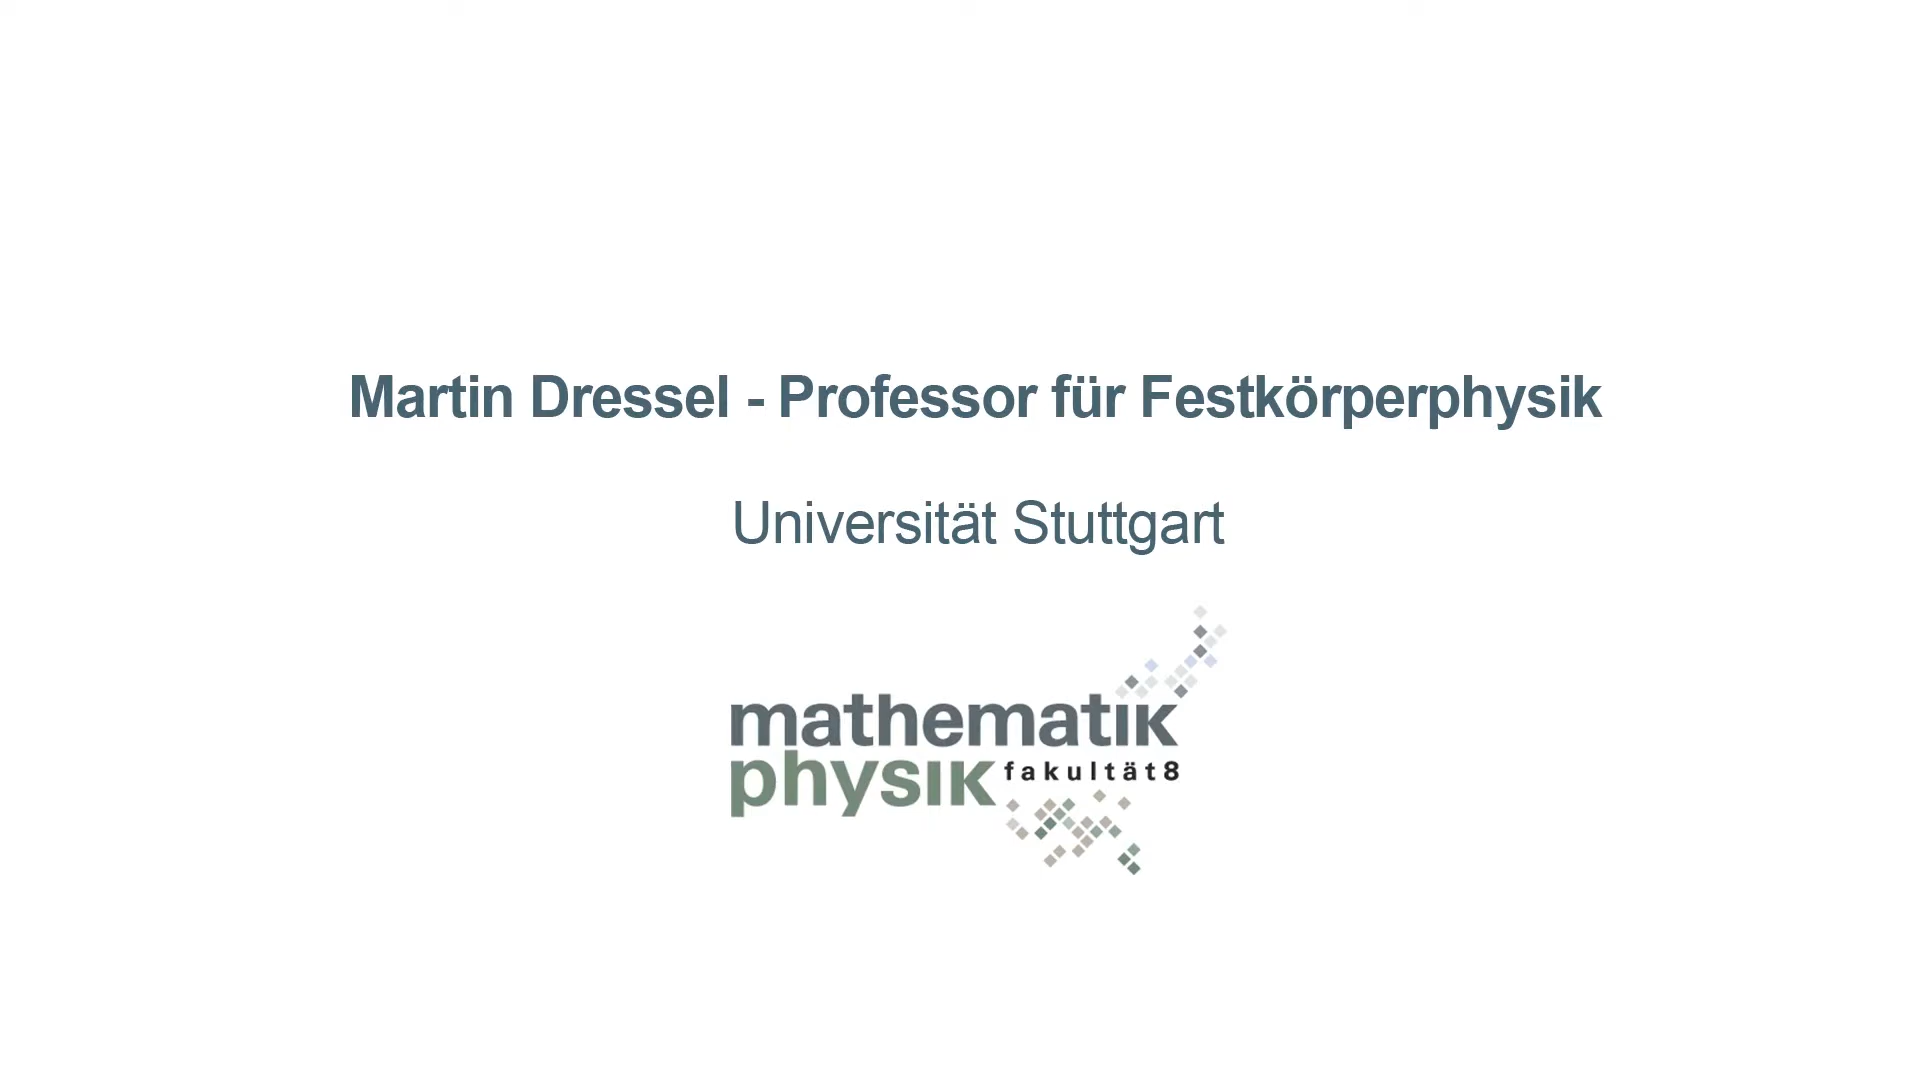 Martin Dressel - Professor für Festkörperphysik
Universität Stuttgart
mathematik
physik fakultät8